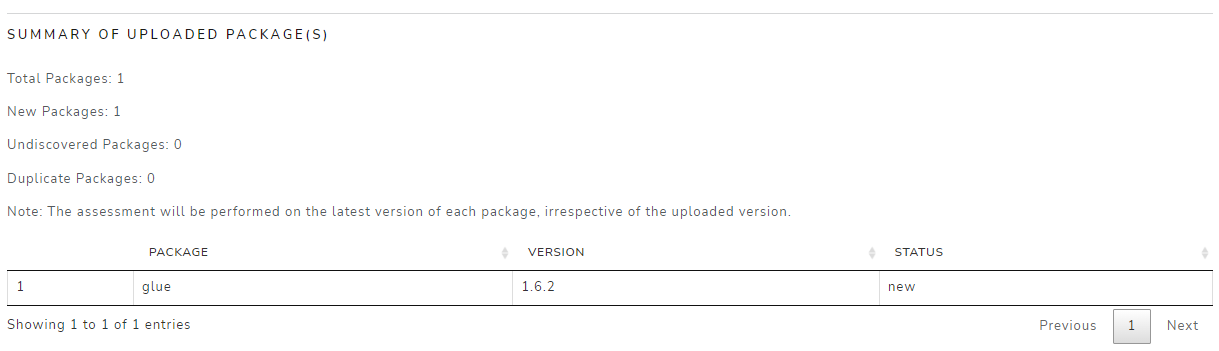 SUMMARY OF UPLOADED PACKAGE(S)
Total Packages: 1
New Packages: 1
Undiscovered Packages: 0
Duplicate Packages: 0
Note: The assessment will be performed on the latest version of each package, irrespective of the uploaded version.
PACKAGE VERSION STATUS
1 glue 1.6.2 new
Showing 1 to 1 of 1 entries Previous 1 Next